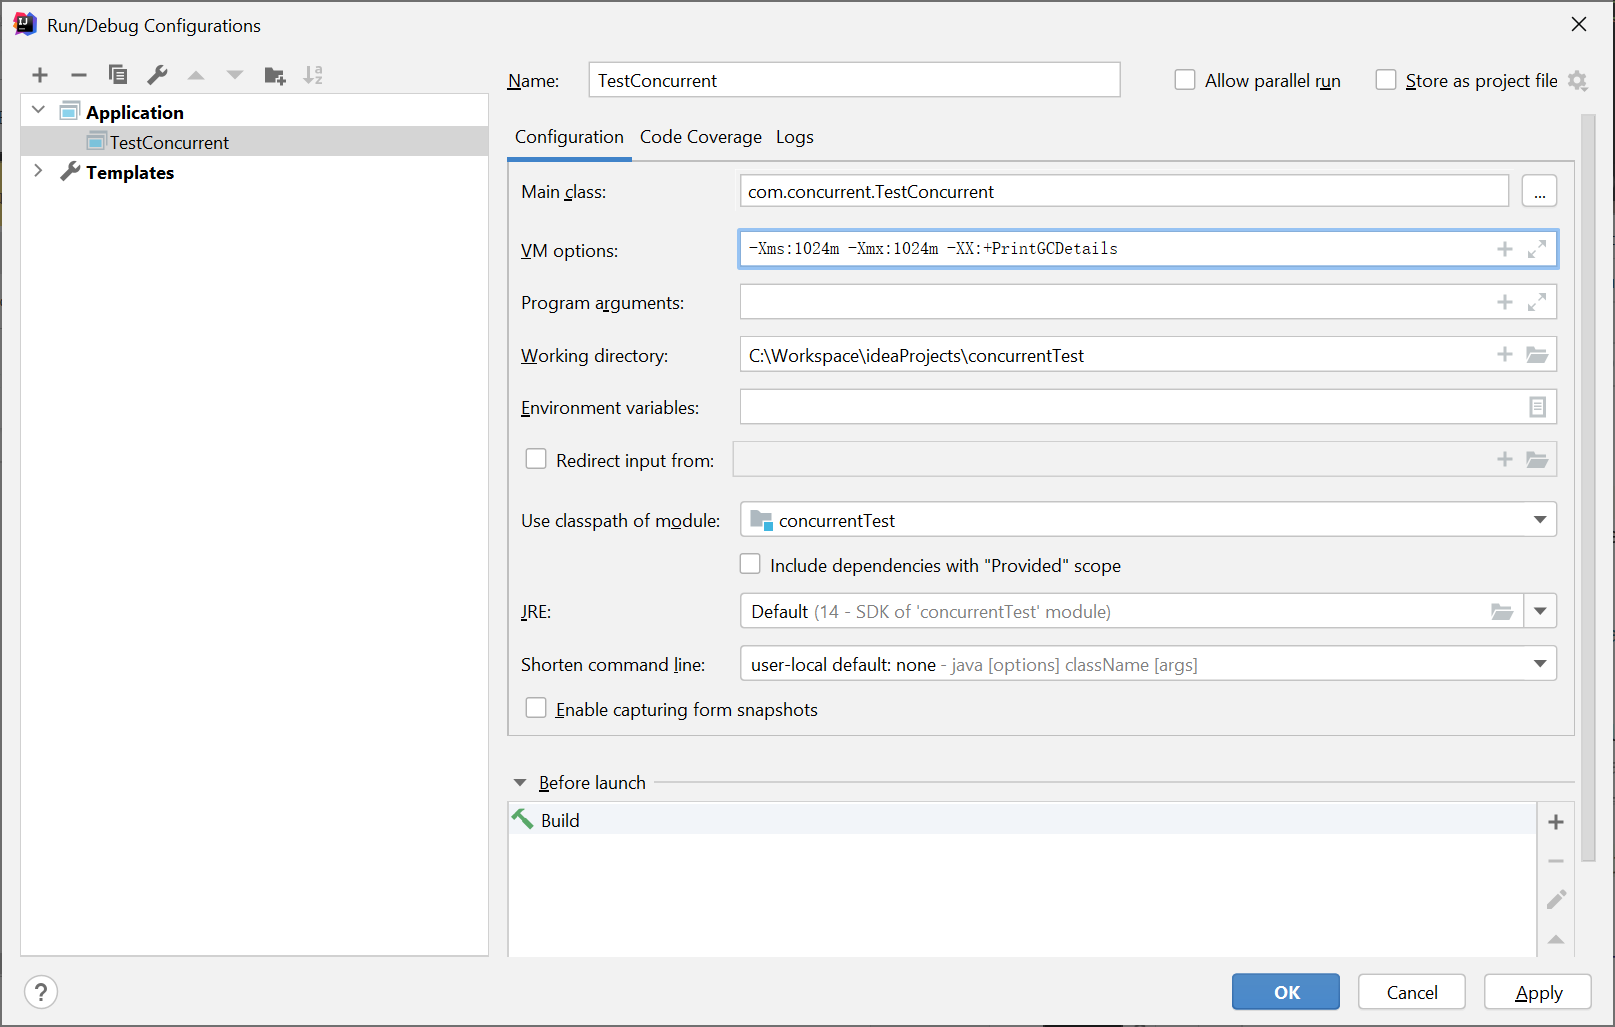 Run/Debug Configurations
Name: TestConcurrent Allow parallel run Store as project file
Application
TestConcurrent
Templates
Configuration Code Coverage Logs
Main class: com.concurrent.TestConcurrent ...
VM options: -Xms:1024m -Xmx:1024m -XX:+PrintGCDetails
Program arguments:
Working directory: C:\Workspace\ideaProjects\concurrentTest
Environment variables:
Redirect input from:
Use classpath of module: concurrentTest
Include dependencies with "Provided" scope
JRE: Default (14 - SDK of 'concurrentTest' module)
Shorten command line: user-local default: none - java [options] className [args]
Enable capturing form snapshots
Before launch
Build
? OK Cancel Apply